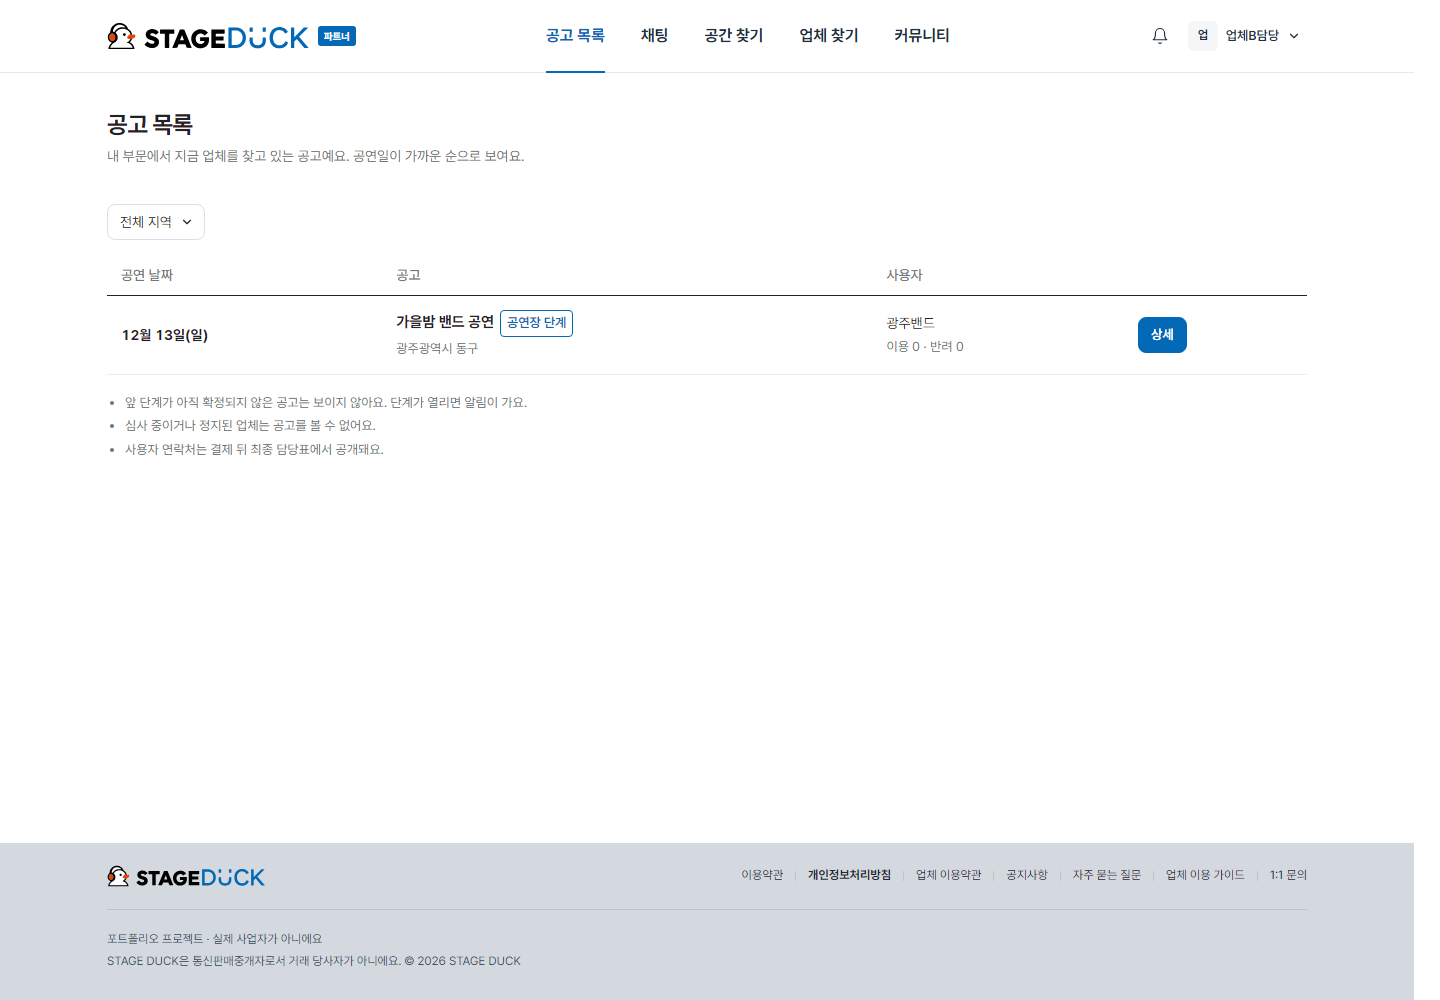 STAGEDUCK 파트너
공고 목록 채팅 공간 찾기 업체 찾기 커뮤니티
업 업체B담당
공고 목록
내 부문에서 지금 업체를 찾고 있는 공고예요. 공연일이 가까운 순으로 보여요.
전체 지역
공연 날짜 공고 사용자
12월 13일(일)
가을밤 밴드 공연 공연장 단계
광주광역시 동구
광주밴드
이용 0 · 반려 0
상세
앞 단계가 아직 확정되지 않은 공고는 보이지 않아요. 단계가 열리면 알림이 가요.
심사 중이거나 정지된 업체는 공고를 볼 수 없어요.
사용자 연락처는 결제 뒤 최종 담당표에서 공개돼요.
STAGEDUCK
이용약관 개인정보처리방침 업체 이용약관 공지사항 자주 묻는 질문 업체 이용 가이드 1:1 문의
포트폴리오 프로젝트 · 실제 사업자가 아니에요
STAGE DUCK은 통신판매중개자로서 거래 당사자가 아니에요. © 2026 STAGE DUCK